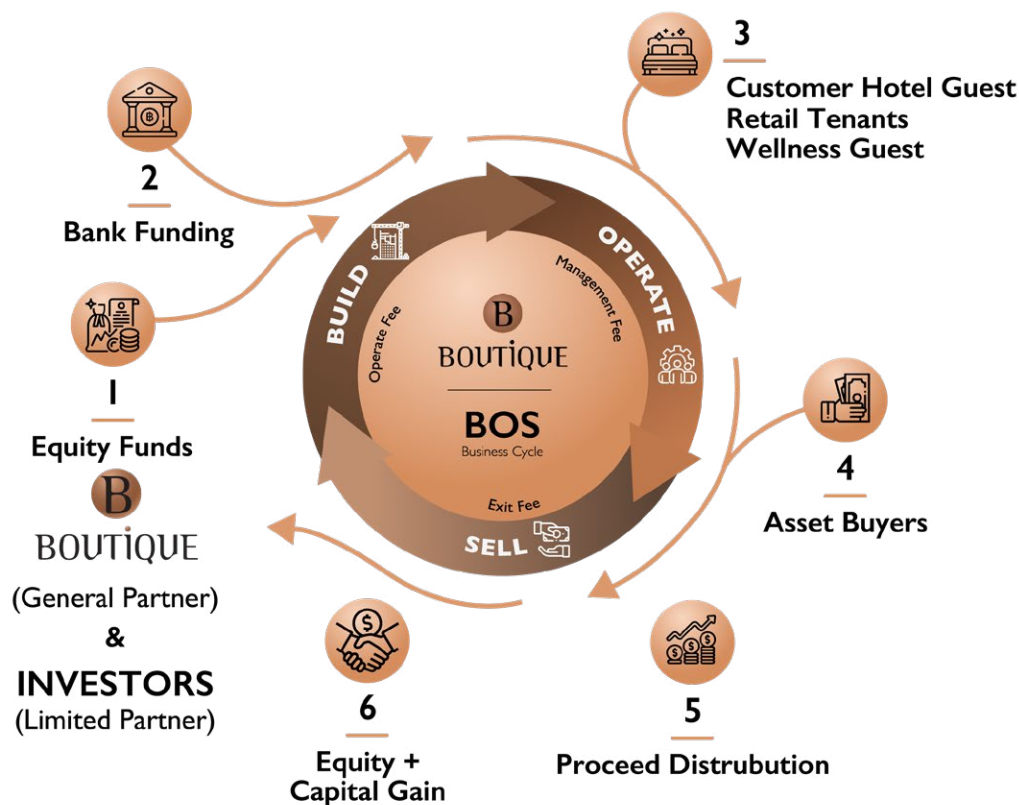 1
Equity Funds
B
BOUTiQUE
(General Partner)
&
INVESTORS
(Limited Partner)
2
Bank Funding
฿
3
Customer Hotel Guest
Retail Tenants
Wellness Guest
4
Asset Buyers
5
Proceed Distrubution
$ $ $
6
Equity +
Capital Gain
$
BUILD
Operate Fee
OPERATE
Management Fee
SELL
Exit Fee
B
BOUTiQUE
BOS
Business Cycle